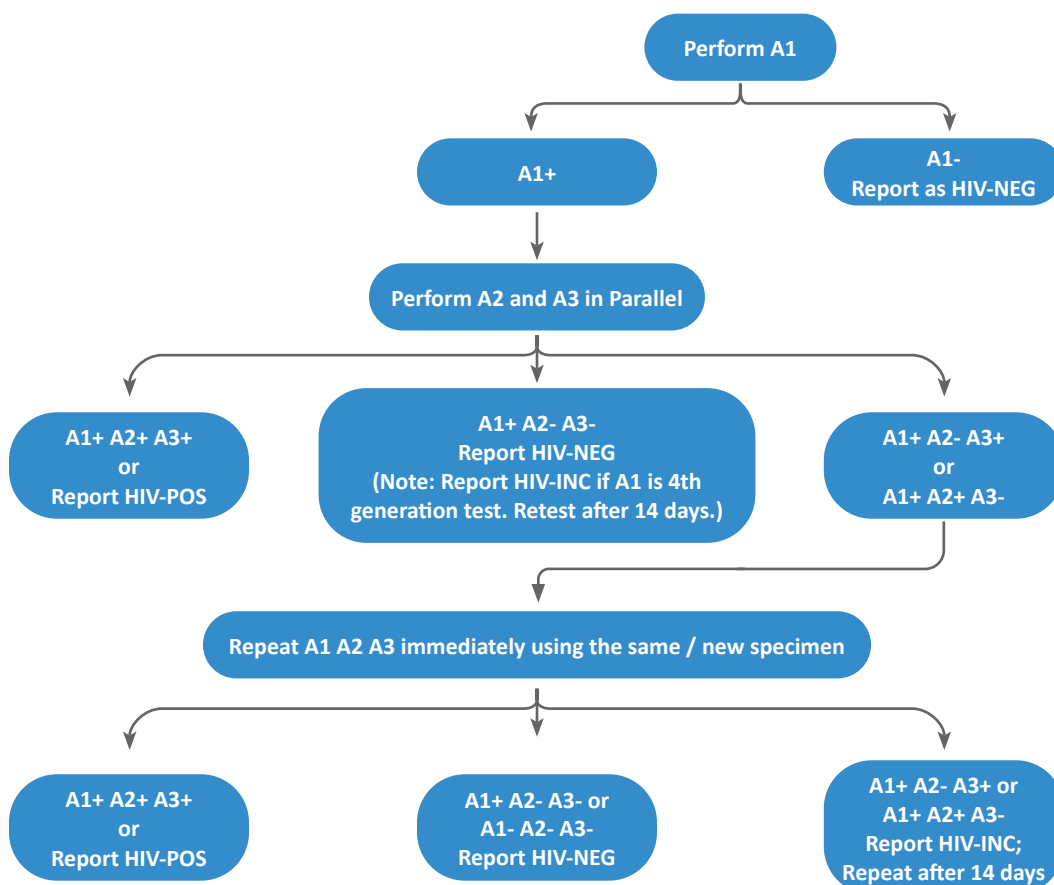 Perform A1
A1+
A1-
Report as HIV-NEG
Perform A2 and A3 in Parallel
A1+ A2+ A3+
or
Report HIV-POS
A1+ A2- A3-
Report HIV-NEG
(Note: Report HIV-INC if A1 is 4th
generation test. Retest after 14 days.)
A1+ A2- A3+
or
A1+ A2+ A3-
Repeat A1 A2 A3 immediately using the same / new specimen
A1+ A2+ A3+
or
Report HIV-POS
A1+ A2- A3- or
A1- A2- A3-
Report HIV-NEG
A1+ A2- A3+ or
A1+ A2+ A3-
Report HIV-INC;
Repeat after 14 days